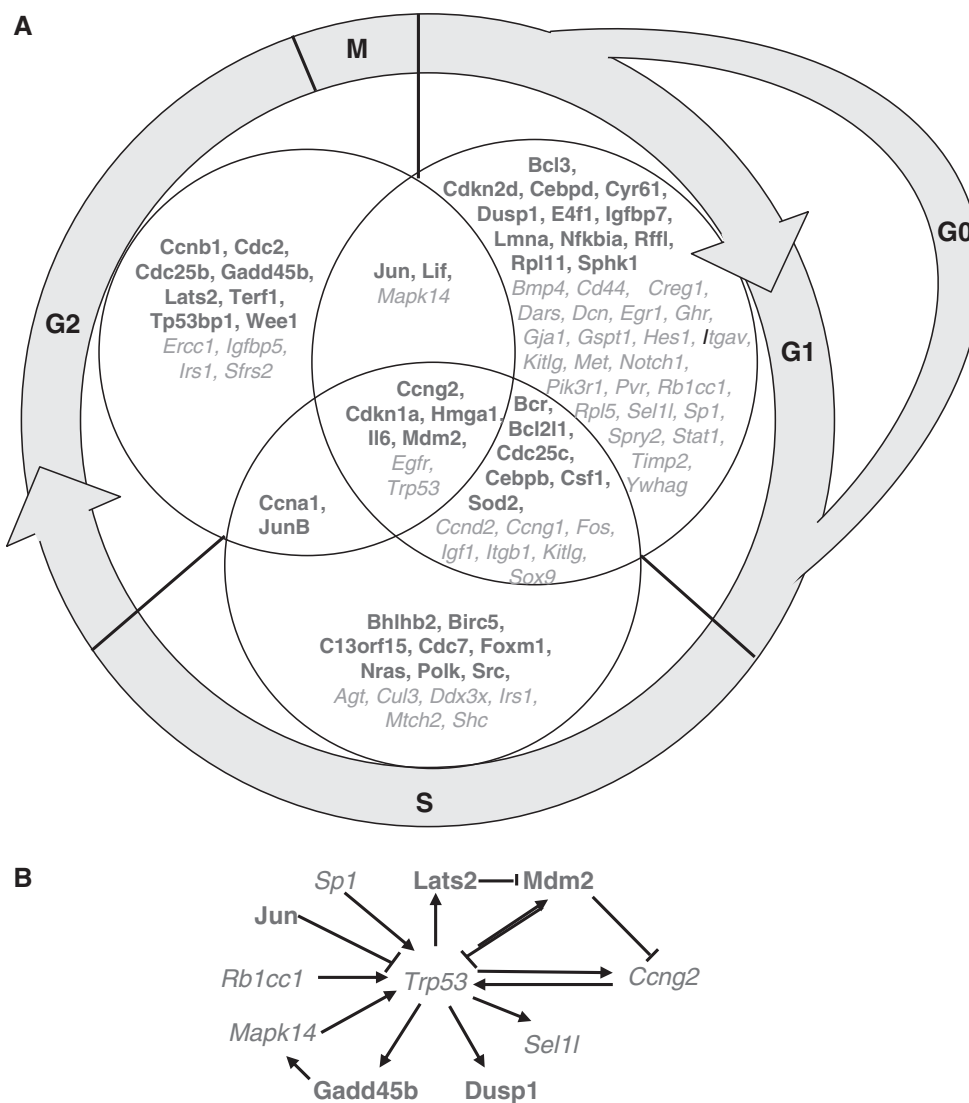 A
M
G0
G2
G1
S
Ccnb1, Cdc2,
Cdc25b, Gadd45b,
Lats2, Terf1,
Tp53bp1, Wee1
Ercc1, Igfbp5,
Irs1, Sfrs2
Jun, Lif,
Mapk14
Bcl3,
Cdkn2d, Cebpd, Cyr61,
Dusp1, E4f1, Igfbp7,
Lmna, Nfkbia, Rffl,
Rpl11, Sphk1
Bmp4, Cd44, Creg1,
Dars, Dcn, Egr1, Ghr,
Gja1, Gspt1, Hes1, Itgav,
Kitlg, Met, Notch1,
Pik3r1, Pvr, Rb1cc1,
Rpl5, Sel1l, Sp1,
Spry2, Stat1,
Timp2,
Ywhag
Ccng2,
Cdkn1a, Hmga1,
Il6, Mdm2,
Egfr,
Trp53
Bcr,
Bcl2l1,
Cdc25c,
Cebpb, Csf1,
Sod2,
Ccnd2, Ccng1, Fos,
Igf1, Itgb1, Kitlg,
Sox9
Ccna1,
JunB
Bhlhb2, Birc5,
C13orf15, Cdc7, Foxm1,
Nras, Polk, Src,
Agt, Cul3, Ddx3x, Irs1,
Mtch2, Shc
B
Sp1
Lats2
Mdm2
Jun
Rb1cc1
Trp53
Ccng2
Mapk14
Sel1l
Gadd45b
Dusp1